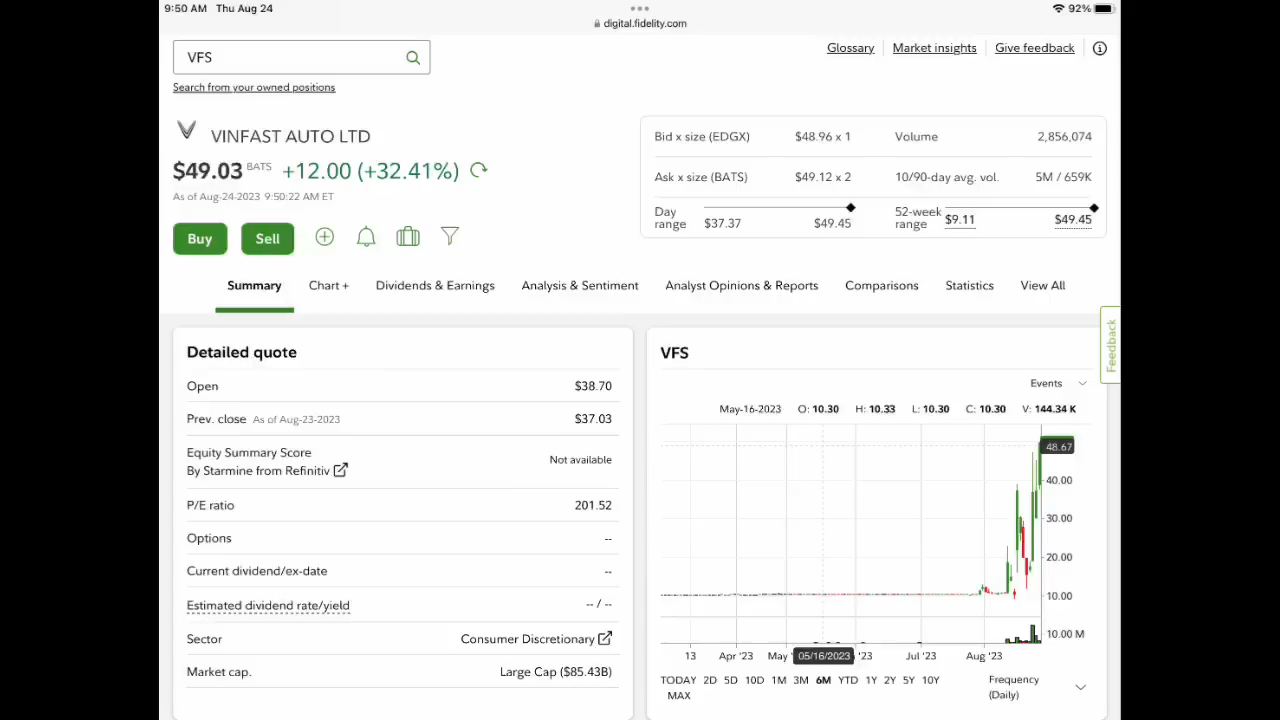 9:50 AM Thu Aug 24
92%
digital.fidelity.com
VFS
Search from your owned positions
Glossary
Market insights
Give feedback
VINFAST AUTO LTD
$49.03 BATS +12.00 (+32.41%)
As of Aug-24-2023 9:50:22 AM ET
Bid x size (EDGX) $48.96 x 1
Volume 2,856,074
Ask x size (BATS) $49.12 x 2
10/90-day avg. vol. 5M / 659K
Day range $37.37 $49.45
52-week range $9.11 $49.45
Buy
Sell
Summary Chart + Dividends & Earnings Analysis & Sentiment Analyst Opinions & Reports Comparisons Statistics View All
Feedback
Detailed quote
Open $38.70
Prev. close As of Aug-23-2023 $37.03
Equity Summary Score
By Starmine from Refinitiv
Not available
P/E ratio 201.52
Options --
Current dividend/ex-date --
Estimated dividend rate/yield -- / --
Sector Consumer Discretionary
Market cap. Large Cap ($85.43B)
VFS
Events
May-16-2023 O: 10.30 H: 10.33 L: 10.30 C: 10.30 V: 144.34 K
48.67
40.00
30.00
20.00
10.00
10.00 M
13 Apr '23 May 05/16/2023 '23 Jul '23 Aug '23
TODAY 2D 5D 10D 1M 3M 6M YTD 1Y 2Y 5Y 10Y
MAX
Frequency
(Daily)